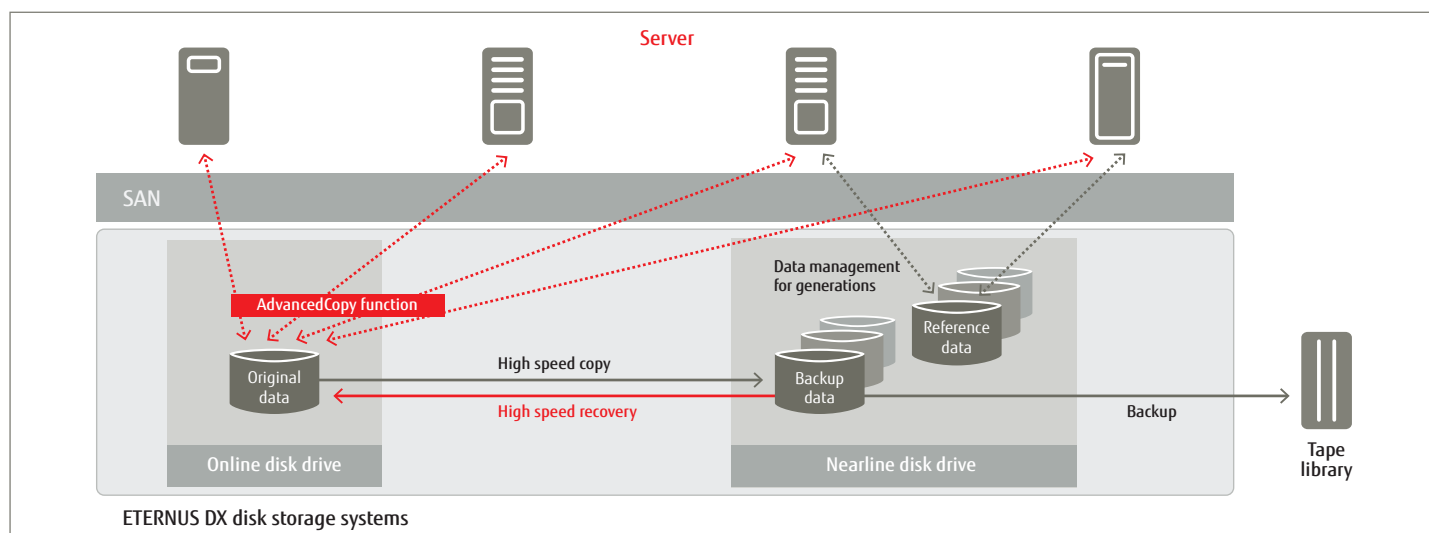 Server
SAN
Data management
for generations
AdvancedCopy function
Reference
data
Original
data
High speed copy
Backup
data
High speed recovery
Backup
Online disk drive
Nearline disk drive
Tape
library
ETERNUS DX disk storage systems